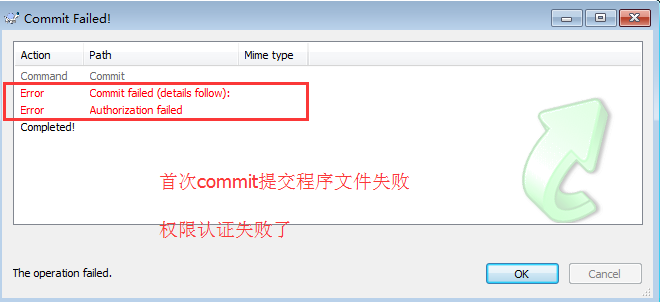 Commit Failed!
Action Path Mime type
Command Commit
Error Commit failed (details follow):
Error Authorization failed
Completed!
首次commit提交程序文件失败
权限认证失败了
The operation failed.
OK Cancel